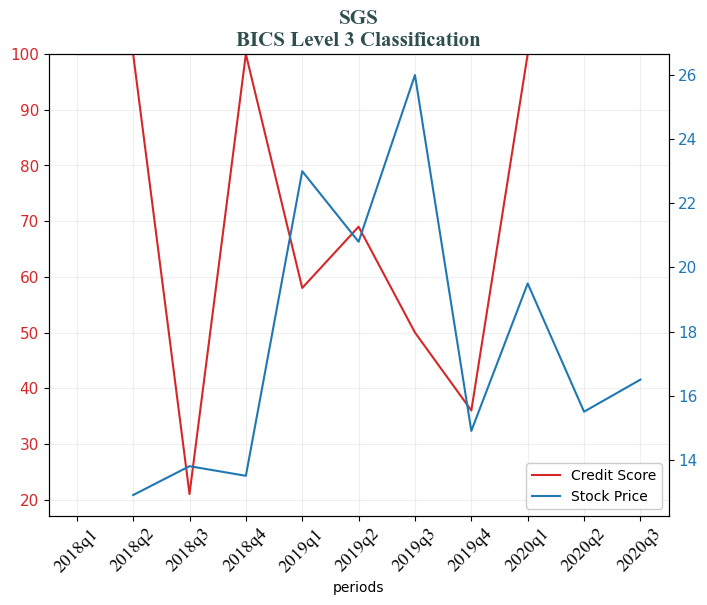 SGS
BICS Level 3 Classification
100
90
80
70
60
50
40
30
20
26
24
22
20
18
16
14
Credit Score
Stock Price
2018q1
2018q2
2018q3
2018q4
2019q1
2019q2
2019q3
2019q4
2020q1
2020q2
2020q3
periods